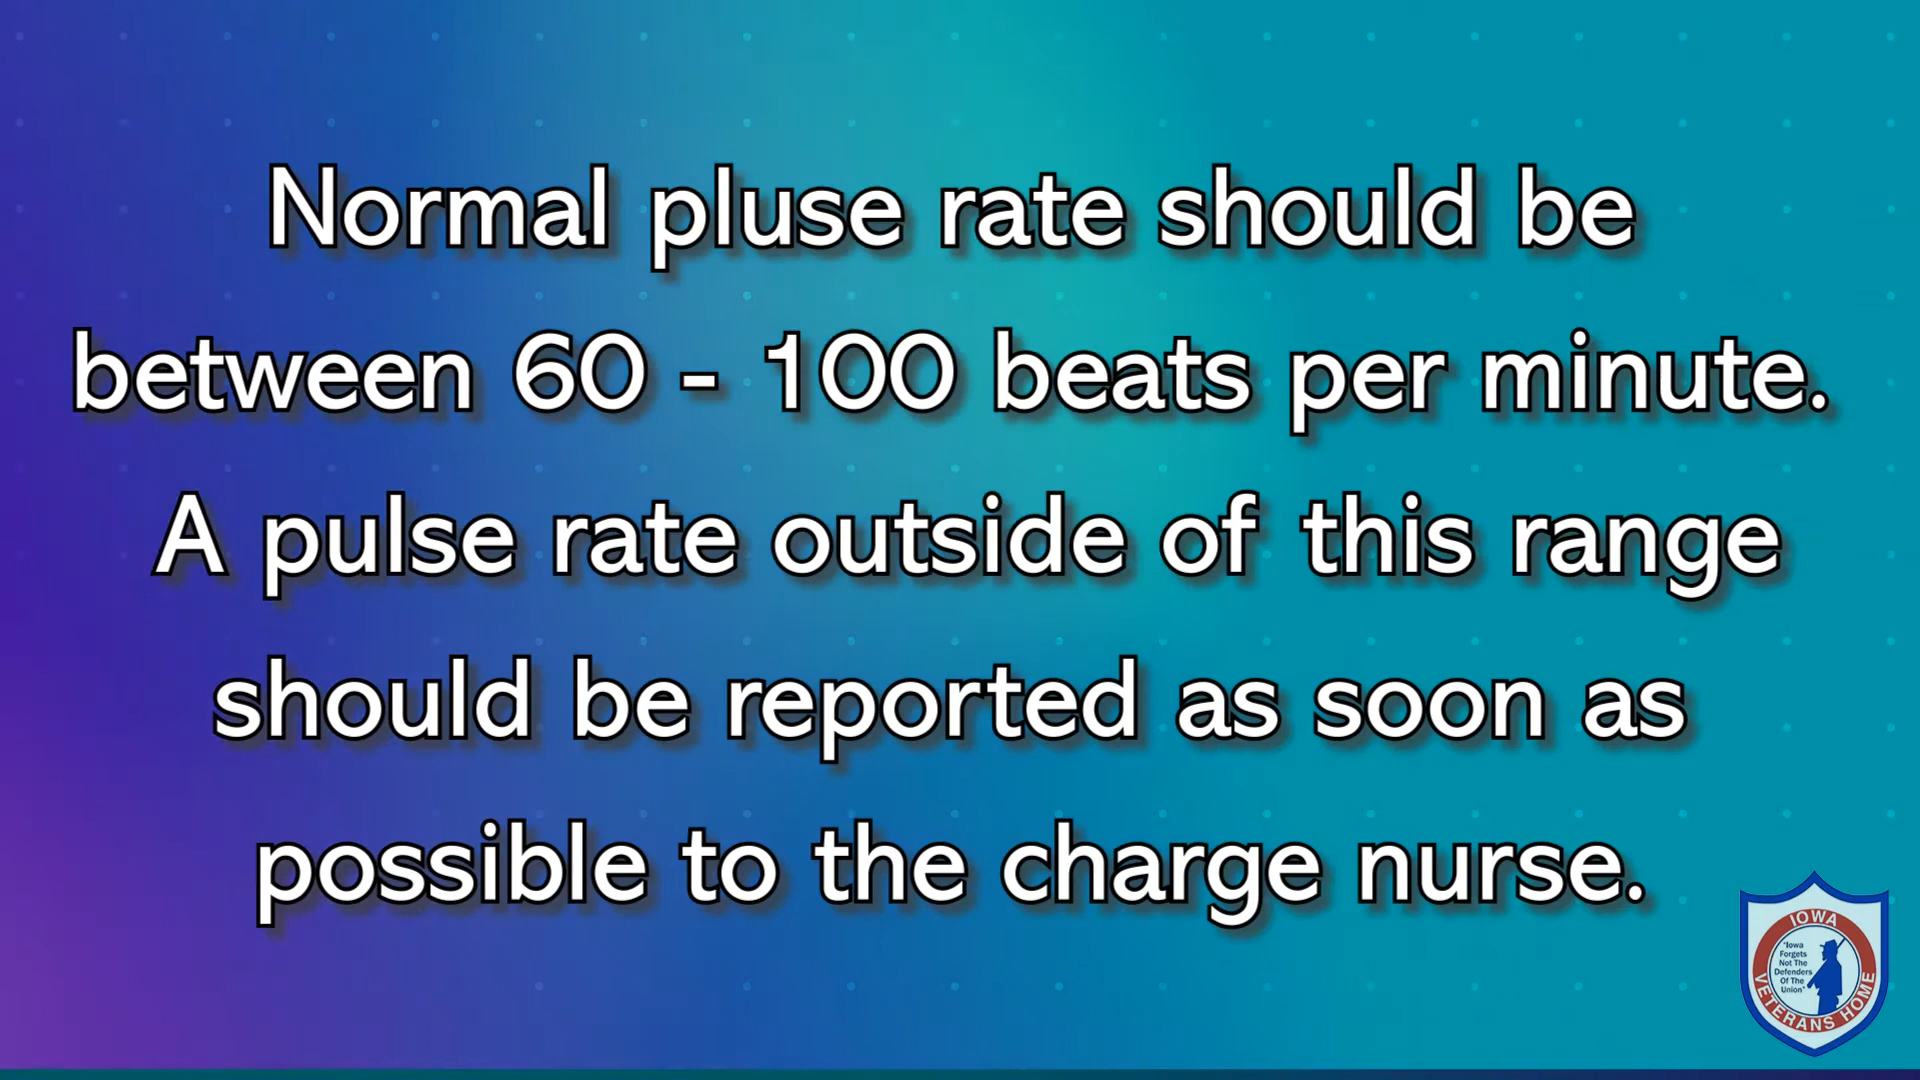 Normal pluse rate should be
between 60 - 100 beats per minute.
A pulse rate outside of this range
should be reported as soon as
possible to the charge nurse.
IOWA
"Iowa
Forgets
Not The
Defenders
Of The
Union"
VETERANS HOME